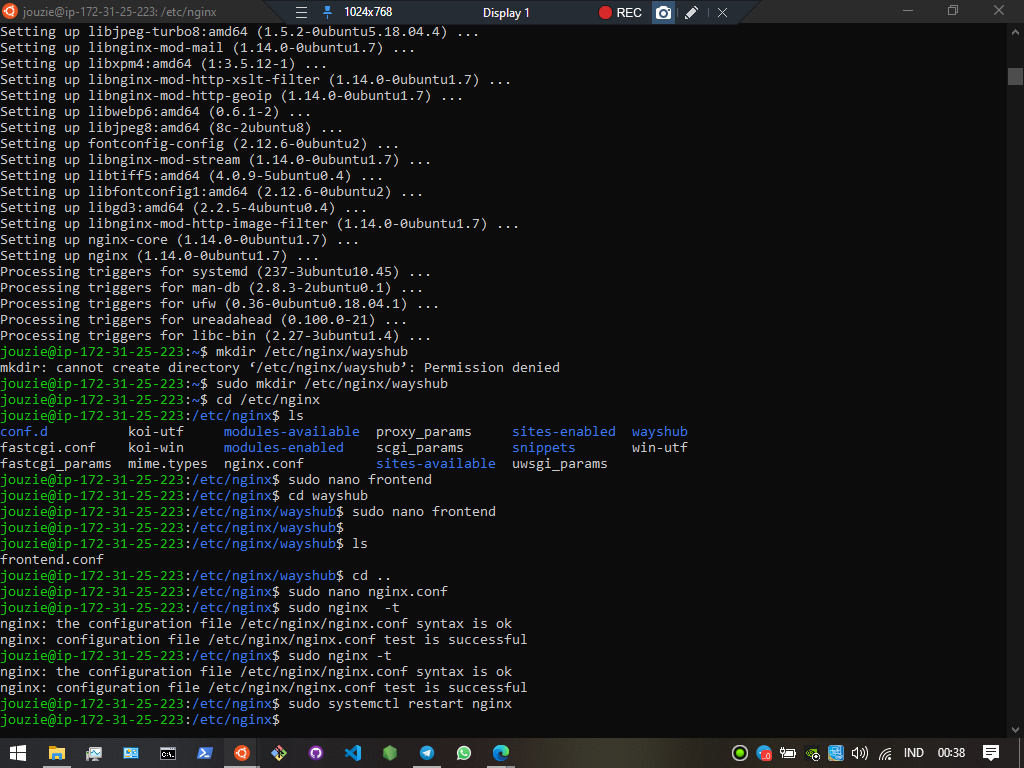 jouzie@ip-172-31-25-223: /etc/nginx
1024x768
Display 1
REC
Setting up libjpeg-turbo8:amd64 (1.5.2-0ubuntu5.18.04.4) ...
Setting up libnginx-mod-mail (1.14.0-0ubuntu1.7) ...
Setting up libxpm4:amd64 (1:3.5.12-1) ...
Setting up libnginx-mod-http-xslt-filter (1.14.0-0ubuntu1.7) ...
Setting up libnginx-mod-http-geoip (1.14.0-0ubuntu1.7) ...
Setting up libwebp6:amd64 (0.6.1-2) ...
Setting up libjpeg8:amd64 (8c-2ubuntu8) ...
Setting up fontconfig-config (2.12.6-0ubuntu2) ...
Setting up libnginx-mod-stream (1.14.0-0ubuntu1.7) ...
Setting up libtiff5:amd64 (4.0.9-5ubuntu0.4) ...
Setting up libfontconfig1:amd64 (2.12.6-0ubuntu2) ...
Setting up libgd3:amd64 (2.2.5-4ubuntu0.4) ...
Setting up libnginx-mod-http-image-filter (1.14.0-0ubuntu1.7) ...
Setting up nginx-core (1.14.0-0ubuntu1.7) ...
Setting up nginx (1.14.0-0ubuntu1.7) ...
Processing triggers for systemd (237-3ubuntu10.45) ...
Processing triggers for man-db (2.8.3-2ubuntu0.1) ...
Processing triggers for ufw (0.36-0ubuntu0.18.04.1) ...
Processing triggers for ureadahead (0.100.0-21) ...
Processing triggers for libc-bin (2.27-3ubuntu1.4) ...
jouzie@ip-172-31-25-223:~$ mkdir /etc/nginx/wayshub
mkdir: cannot create directory ‘/etc/nginx/wayshub’: Permission denied
jouzie@ip-172-31-25-223:~$ sudo mkdir /etc/nginx/wayshub
jouzie@ip-172-31-25-223:~$ cd /etc/nginx
jouzie@ip-172-31-25-223:/etc/nginx$ ls
conf.d koi-utf modules-available proxy_params sites-enabled wayshub
fastcgi.conf koi-win modules-enabled scgi_params snippets win-utf
fastcgi_params mime.types nginx.conf sites-available uwsgi_params
jouzie@ip-172-31-25-223:/etc/nginx$ sudo nano frontend
jouzie@ip-172-31-25-223:/etc/nginx$ cd wayshub
jouzie@ip-172-31-25-223:/etc/nginx/wayshub$ sudo nano frontend
jouzie@ip-172-31-25-223:/etc/nginx/wayshub$
jouzie@ip-172-31-25-223:/etc/nginx/wayshub$ ls
frontend.conf
jouzie@ip-172-31-25-223:/etc/nginx/wayshub$ cd ..
jouzie@ip-172-31-25-223:/etc/nginx$ sudo nano nginx.conf
jouzie@ip-172-31-25-223:/etc/nginx$ sudo nginx  -t
nginx: the configuration file /etc/nginx/nginx.conf syntax is ok
nginx: configuration file /etc/nginx/nginx.conf test is successful
jouzie@ip-172-31-25-223:/etc/nginx$ sudo nginx -t
nginx: the configuration file /etc/nginx/nginx.conf syntax is ok
nginx: configuration file /etc/nginx/nginx.conf test is successful
jouzie@ip-172-31-25-223:/etc/nginx$ sudo systemctl restart nginx
jouzie@ip-172-31-25-223:/etc/nginx$
IND
00:38